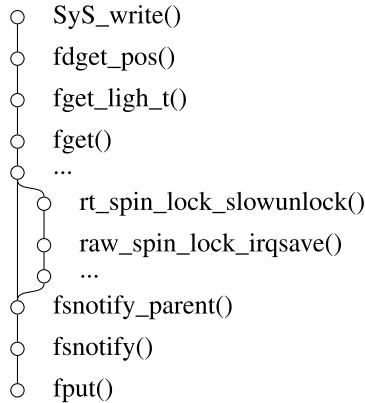 SyS_write()
fdget_pos()
fget_ligh_t()
fget()
...
rt_spin_lock_slowunlock()
raw_spin_lock_irqsave()
...
fsnotify_parent()
fsnotify()
fput()